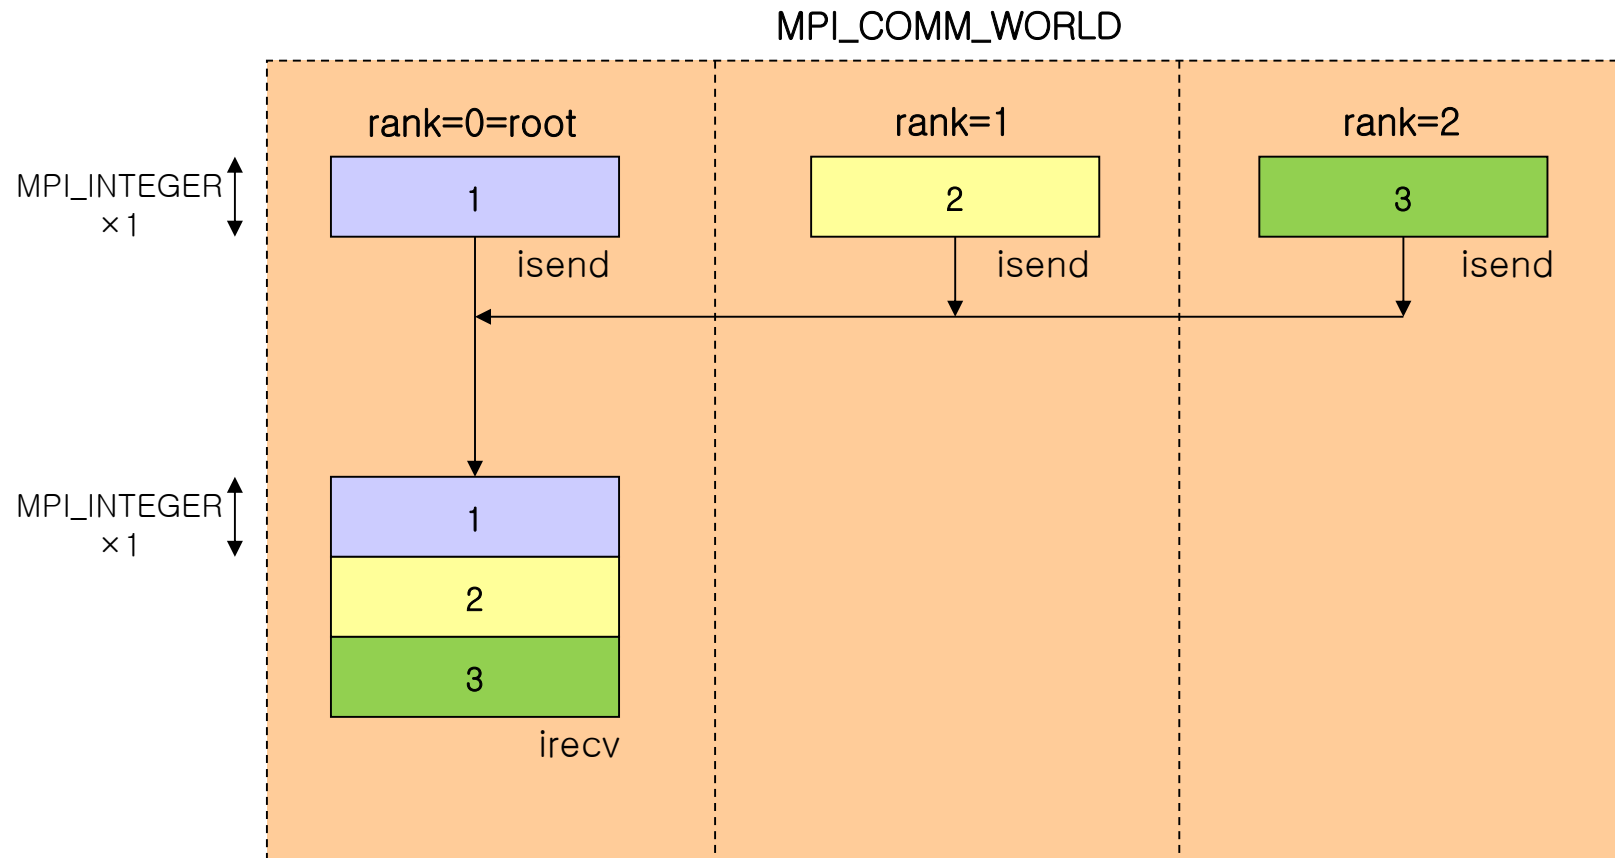 MPI_COMM_WORLD
rank=0=root
rank=1
rank=2
MPI_INTEGER
×1
1
2
3
isend
isend
isend
MPI_INTEGER
×1
1
2
3
irecv